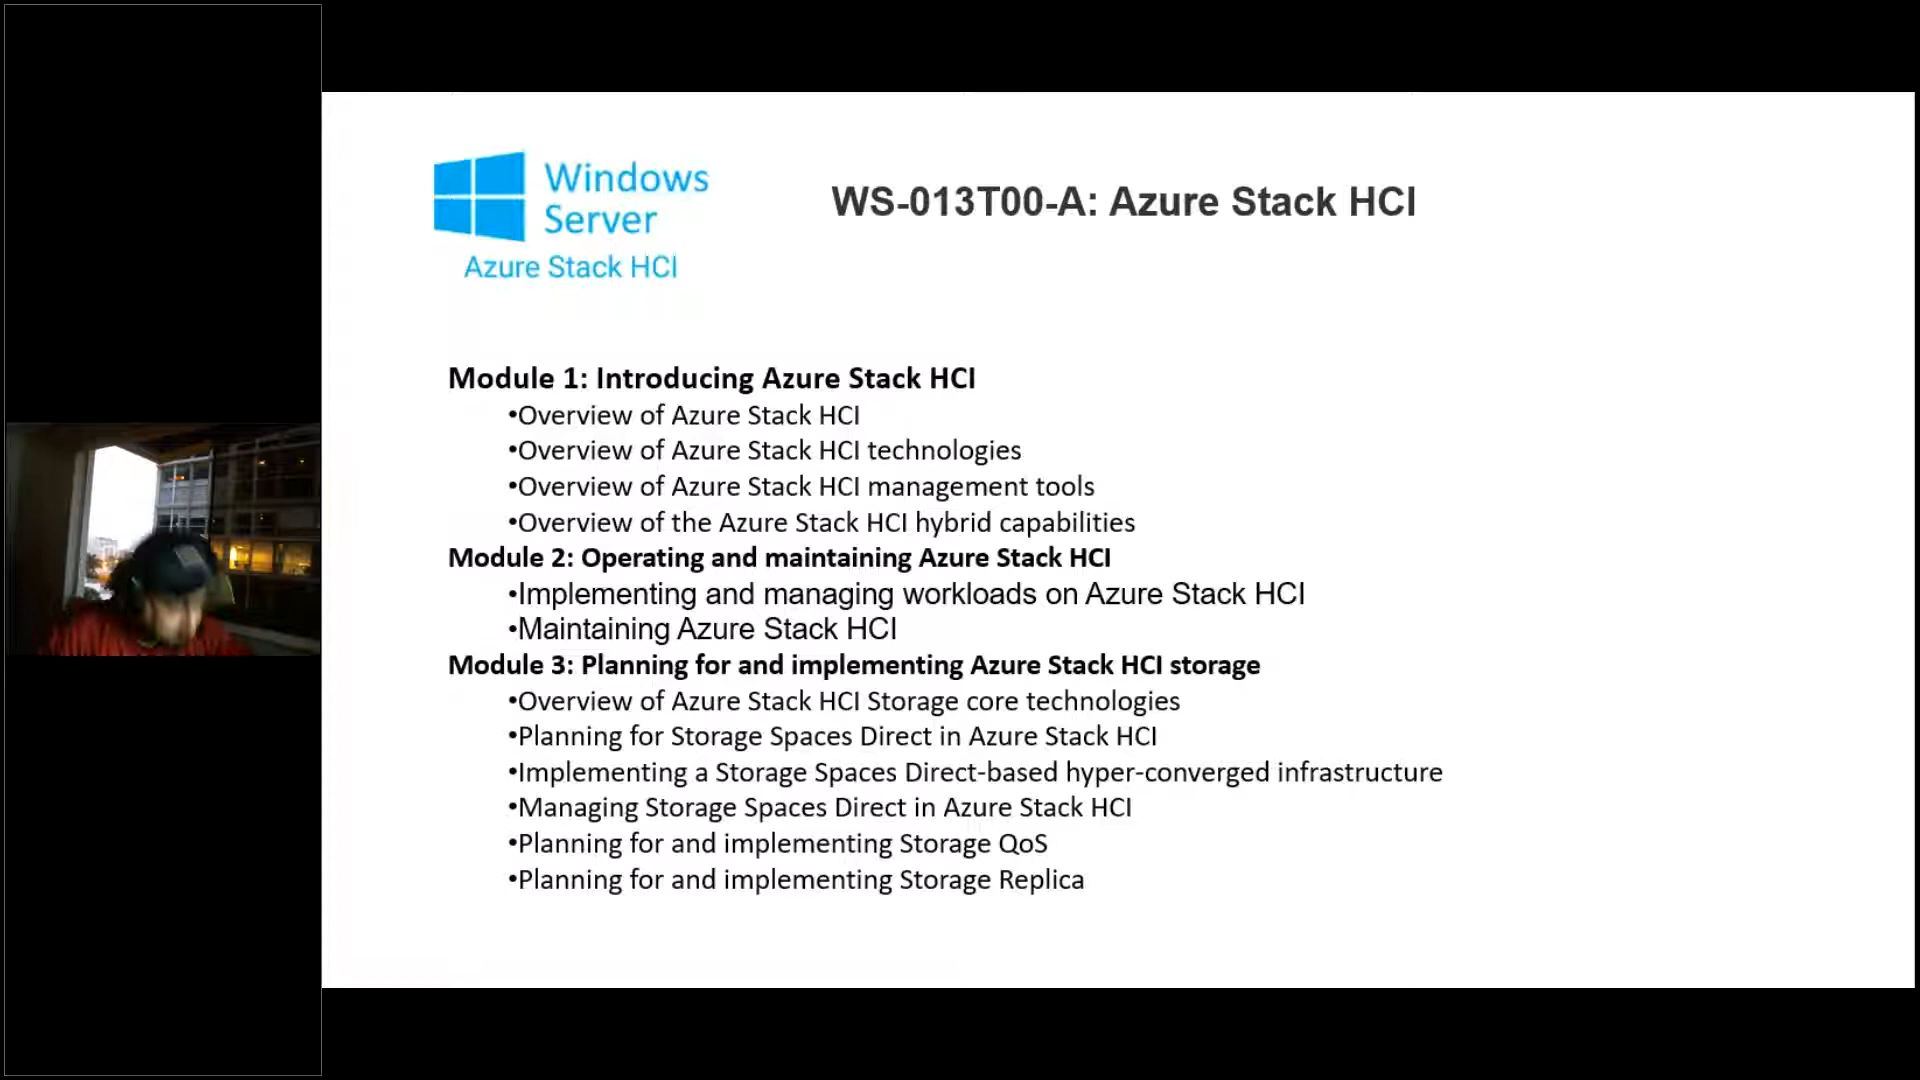 Windows
Server
Azure Stack HCI
WS-013T00-A: Azure Stack HCI
Module 1: Introducing Azure Stack HCI
•Overview of Azure Stack HCI
•Overview of Azure Stack HCI technologies
•Overview of Azure Stack HCI management tools
•Overview of the Azure Stack HCI hybrid capabilities
Module 2: Operating and maintaining Azure Stack HCI
•Implementing and managing workloads on Azure Stack HCI
•Maintaining Azure Stack HCI
Module 3: Planning for and implementing Azure Stack HCI storage
•Overview of Azure Stack HCI Storage core technologies
•Planning for Storage Spaces Direct in Azure Stack HCI
•Implementing a Storage Spaces Direct-based hyper-converged infrastructure
•Managing Storage Spaces Direct in Azure Stack HCI
•Planning for and implementing Storage QoS
•Planning for and implementing Storage Replica